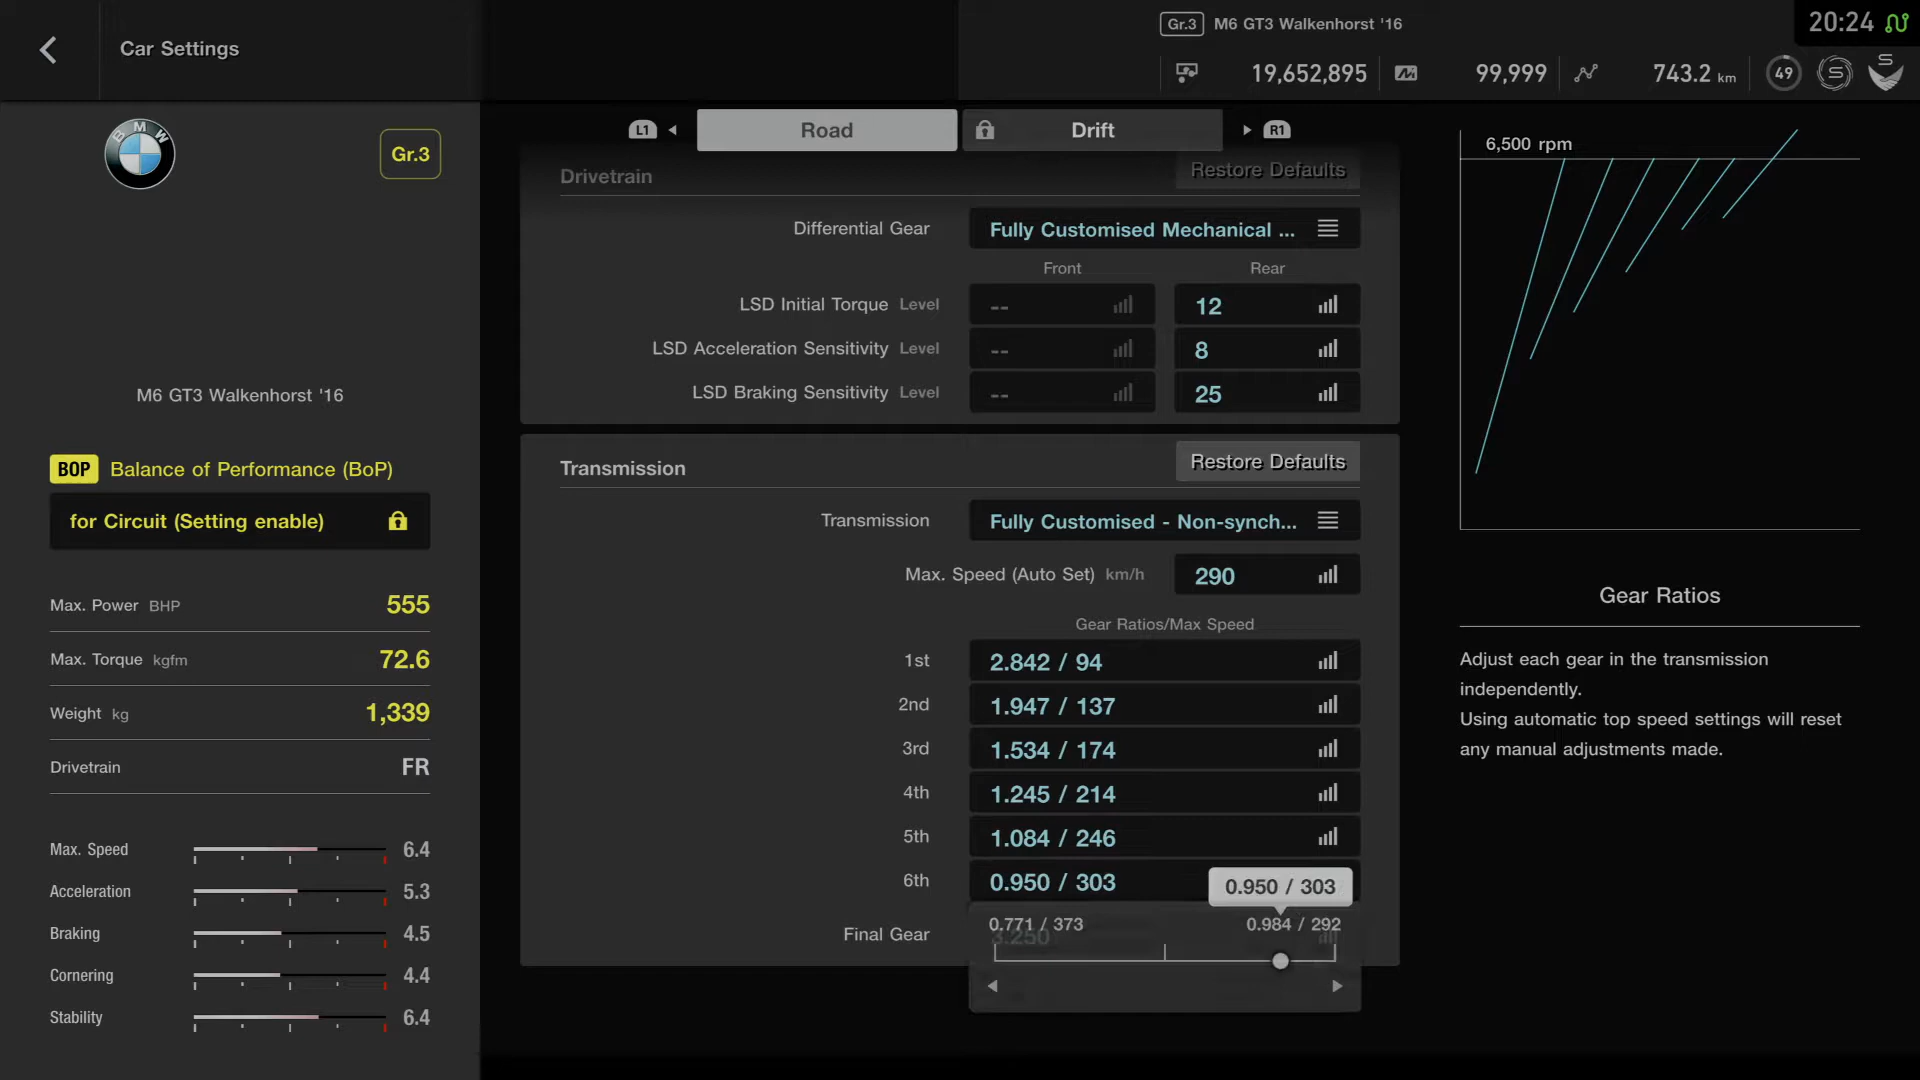 Car Settings
Gr.3 M6 GT3 Walkenhorst '16
20:24
19,652,895
99,999
743.2 km
49
BMW
Gr.3
M6 GT3 Walkenhorst '16
BOP Balance of Performance (BoP)
for Circuit (Setting enable)
Max. Power BHP 555
Max. Torque kgfm 72.6
Weight kg 1,339
Drivetrain FR
Max. Speed 6.4
Acceleration 5.3
Braking 4.5
Cornering 4.4
Stability 6.4
L1 Road Drift R1
Drivetrain Restore Defaults
Differential Gear Fully Customised Mechanical ...
Front Rear
LSD Initial Torque Level -- 12
LSD Acceleration Sensitivity Level -- 8
LSD Braking Sensitivity Level -- 25
Transmission Restore Defaults
Transmission Fully Customised - Non-synch...
Max. Speed (Auto Set) km/h 290
Gear Ratios/Max Speed
1st 2.842 / 94
2nd 1.947 / 137
3rd 1.534 / 174
4th 1.245 / 214
5th 1.084 / 246
6th 0.950 / 303
0.950 / 303
0.771 / 373 0.984 / 292
Final Gear 3.250
6,500 rpm
Gear Ratios
Adjust each gear in the transmission
independently.
Using automatic top speed settings will reset
any manual adjustments made.